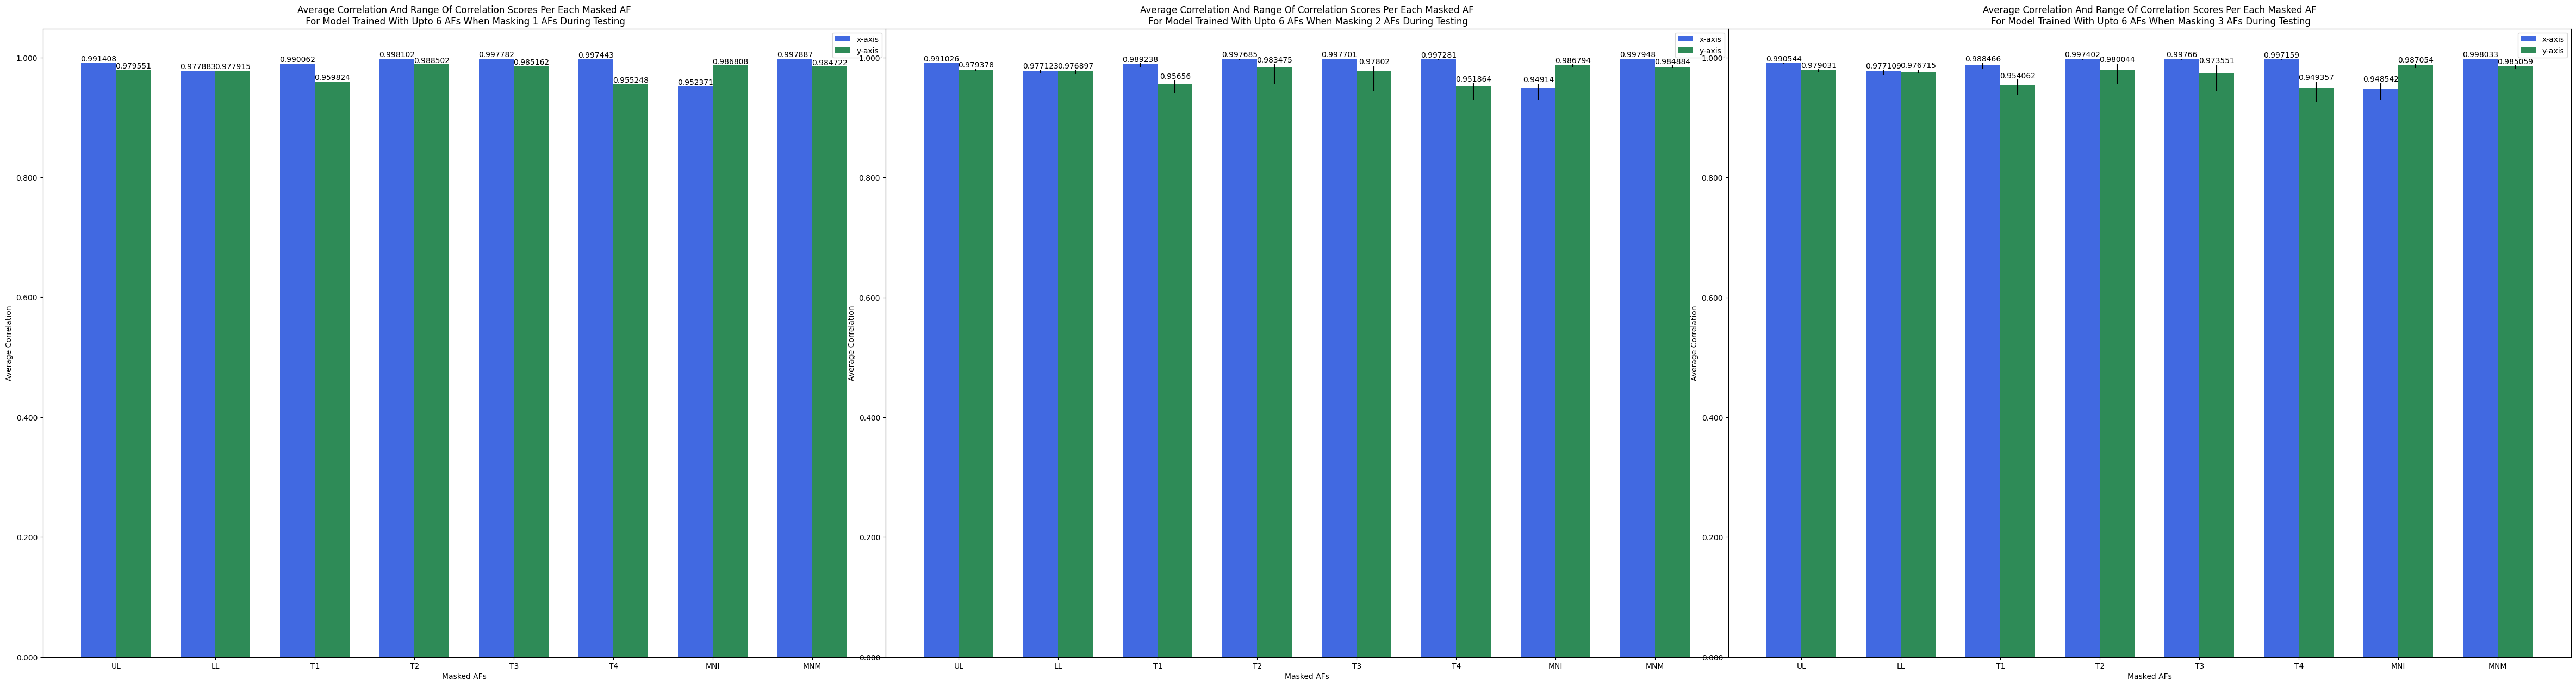 Average Correlation And Range Of Correlation Scores Per Each Masked AF
For Model Trained With Upto 6 AFs When Masking 1 AFs During Testing
x-axis
y-axis
0.991408 0.979551 0.977883 0.977915 0.990062 0.959824 0.998102 0.988502 0.997782 0.985162 0.997443 0.955248 0.952371 0.986808 0.997887 0.984722
1.000
0.800
0.600
0.400
0.200
0.000
Average Correlation
UL LL T1 T2 T3 T4 MNI MNM
Masked AFs
Average Correlation And Range Of Correlation Scores Per Each Masked AF
For Model Trained With Upto 6 AFs When Masking 2 AFs During Testing
x-axis
y-axis
0.991026 0.979378 0.977123 0.976897 0.989238 0.95656 0.997685 0.983475 0.997701 0.97802 0.997281 0.951864 0.94914 0.986794 0.997948 0.984884
1.000
0.800
0.600
0.400
0.200
0.000
Average Correlation
UL LL T1 T2 T3 T4 MNI MNM
Masked AFs
Average Correlation And Range Of Correlation Scores Per Each Masked AF
For Model Trained With Upto 6 AFs When Masking 3 AFs During Testing
x-axis
y-axis
0.990544 0.979031 0.977109 0.976715 0.988466 0.954062 0.997402 0.980044 0.99766 0.973551 0.997159 0.949357 0.948542 0.987054 0.998033 0.985059
1.000
0.800
0.600
0.400
0.200
0.000
Average Correlation
UL LL T1 T2 T3 T4 MNI MNM
Masked AFs